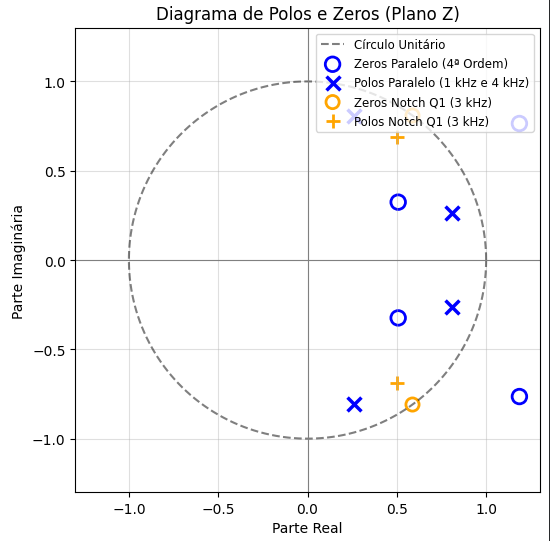 Diagrama de Polos e Zeros (Plano Z)
Círculo Unitário
Zeros Paralelo (4ª Ordem)
Polos Paralelo (1 kHz e 4 kHz)
Zeros Notch Q1 (3 kHz)
Polos Notch Q1 (3 kHz)
Parte Imaginária
1.0
0.5
0.0
−0.5
−1.0
−1.0 −0.5 0.0 0.5 1.0
Parte Real